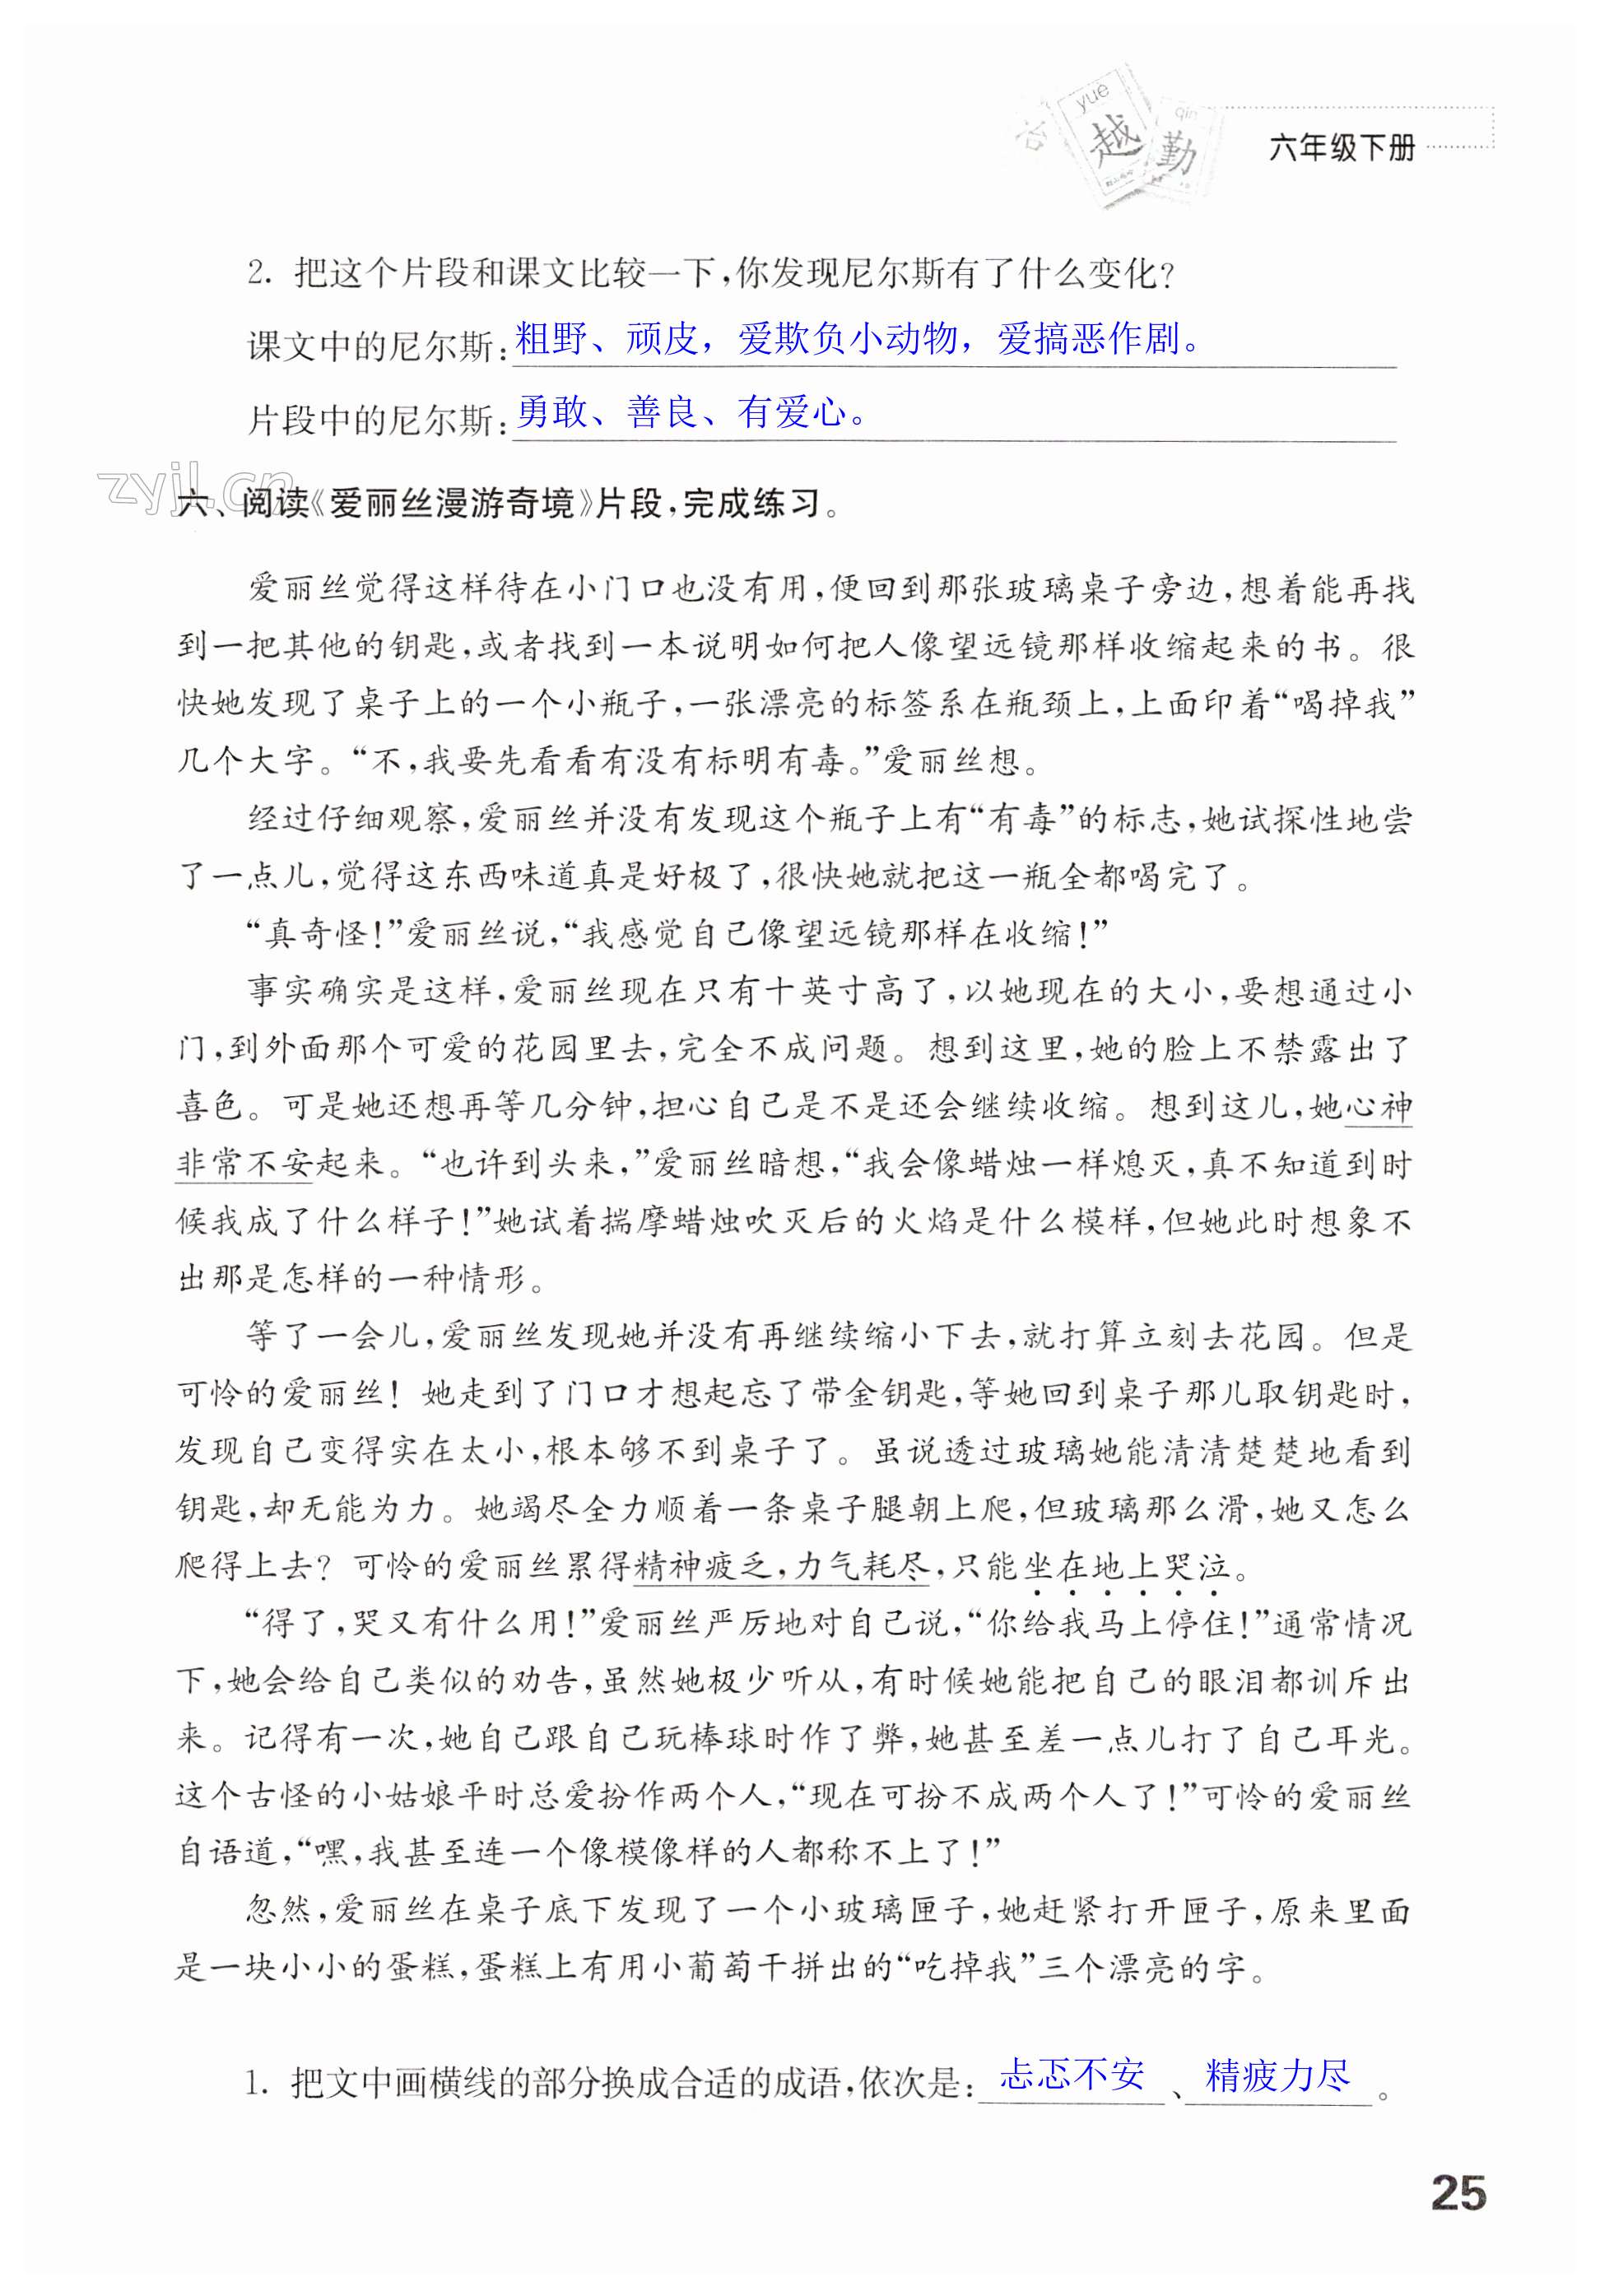 yuè
qín
越
勤
六年级下册
2. 把这个片段和课文比较一下,你发现尼尔斯有了什么变化?
课文中的尼尔斯:粗野、顽皮，爱欺负小动物，爱搞恶作剧。
片段中的尼尔斯:勇敢、善良、有爱心。
zyjl.cn
六、阅读《爱丽丝漫游奇境》片段,完成练习。
爱丽丝觉得这样待在小门口也没有用,便回到那张玻璃桌子旁边,想着能再找
到一把其他的钥匙,或者找到一本说明如何把人像望远镜那样收缩起来的书。很
快她发现了桌子上的一个小瓶子,一张漂亮的标签系在瓶颈上,上面印着“喝掉我”
几个大字。“不,我要先看看有没有标明有毒。”爱丽丝想。
经过仔细观察,爱丽丝并没有发现这个瓶子上有“有毒”的标志,她试探性地尝
了一点儿,觉得这东西味道真是好极了,很快她就把这一瓶全都喝完了。
“真奇怪!”爱丽丝说,“我感觉自己像望远镜那样在收缩!”
事实确实是这样,爱丽丝现在只有十英寸高了,以她现在的大小,要想通过小
门,到外面那个可爱的花园里去,完全不成问题。想到这里,她的脸上不禁露出了
喜色。可是她还想再等几分钟,担心自己是不是还会继续收缩。想到这儿,她心神
非常不安起来。“也许到头来,”爱丽丝暗想,“我会像蜡烛一样熄灭,真不知道到时
候我成了什么样子!”她试着揣摩蜡烛吹灭后的火焰是什么模样,但她此时想象不
出那是怎样的一种情形。
等了一会儿,爱丽丝发现她并没有再继续缩小下去,就打算立刻去花园。但是
可怜的爱丽丝! 她走到了门口才想起忘了带金钥匙,等她回到桌子那儿取钥匙时,
发现自己变得实在太小,根本够不到桌子了。虽说透过玻璃她能清清楚楚地看到
钥匙,却无能为力。她竭尽全力顺着一条桌子腿朝上爬,但玻璃那么滑,她又怎么
爬得上去? 可怜的爱丽丝累得精神疲乏,力气耗尽,只能坐在地上哭泣。
“得了,哭又有什么用!”爱丽丝严厉地对自己说,“你给我马上停住!”通常情况
下,她会给自己类似的劝告,虽然她极少听从,有时候她能把自己的眼泪都训斥出
来。记得有一次,她自己跟自己玩棒球时作了弊,她甚至差一点儿打了自己耳光。
这个古怪的小姑娘平时总爱扮作两个人,“现在可扮不成两个人了!”可怜的爱丽丝
自语道,“嘿,我甚至连一个像模像样的人都称不上了!”
忽然,爱丽丝在桌子底下发现了一个小玻璃匣子,她赶紧打开匣子,原来里面
是一块小小的蛋糕,蛋糕上有用小葡萄干拼出的“吃掉我”三个漂亮的字。
1. 把文中画横线的部分换成合适的成语,依次是: 忐忑不安 、 精疲力尽 。
25